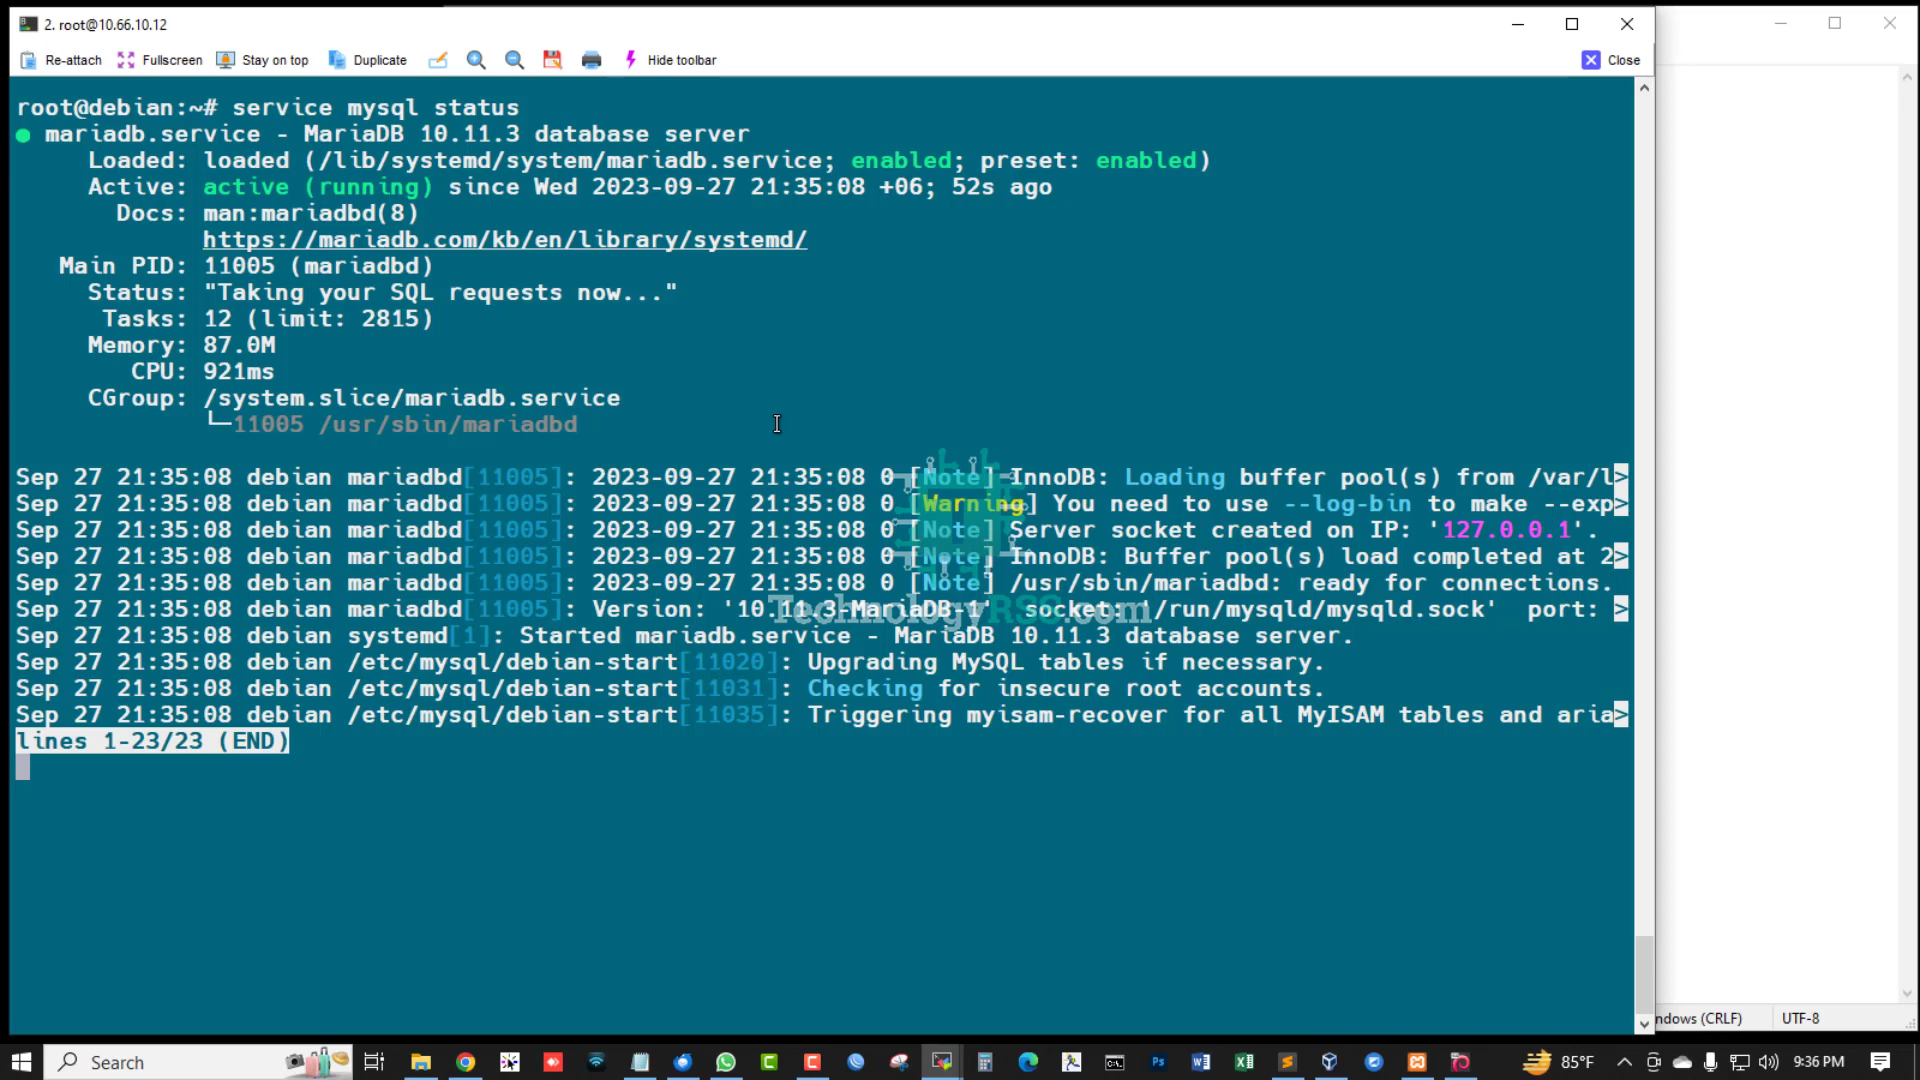 2. root@10.66.10.12
Re-attach Fullscreen Stay on top Duplicate Hide toolbar Close
root@debian:~# service mysql status
● mariadb.service - MariaDB 10.11.3 database server
Loaded: loaded (/lib/systemd/system/mariadb.service; enabled; preset: enabled)
Active: active (running) since Wed 2023-09-27 21:35:08 +06; 52s ago
Docs: man:mariadbd(8)
https://mariadb.com/kb/en/library/systemd/
Main PID: 11005 (mariadbd)
Status: "Taking your SQL requests now..."
Tasks: 12 (limit: 2815)
Memory: 87.0M
CPU: 921ms
CGroup: /system.slice/mariadb.service
└─11005 /usr/sbin/mariadbd
Sep 27 21:35:08 debian mariadbd[11005]: 2023-09-27 21:35:08 0 [Note] InnoDB: Loading buffer pool(s) from /var/l>
Sep 27 21:35:08 debian mariadbd[11005]: 2023-09-27 21:35:08 0 [Warning] You need to use --log-bin to make --exp>
Sep 27 21:35:08 debian mariadbd[11005]: 2023-09-27 21:35:08 0 [Note] Server socket created on IP: '127.0.0.1'.
Sep 27 21:35:08 debian mariadbd[11005]: 2023-09-27 21:35:08 0 [Note] InnoDB: Buffer pool(s) load completed at 2>
Sep 27 21:35:08 debian mariadbd[11005]: 2023-09-27 21:35:08 0 [Note] /usr/sbin/mariadbd: ready for connections.
Sep 27 21:35:08 debian mariadbd[11005]: Version: '10.11.3-MariaDB-1' socket: '/run/mysqld/mysqld.sock' port: >
TechnologyRSS.com
Sep 27 21:35:08 debian systemd[1]: Started mariadb.service - MariaDB 10.11.3 database server.
Sep 27 21:35:08 debian /etc/mysql/debian-start[11020]: Upgrading MySQL tables if necessary.
Sep 27 21:35:08 debian /etc/mysql/debian-start[11031]: Checking for insecure root accounts.
Sep 27 21:35:08 debian /etc/mysql/debian-start[11035]: Triggering myisam-recover for all MyISAM tables and aria>
lines 1-23/23 (END)
ndows (CRLF) UTF-8
Search 85°F 9:36 PM